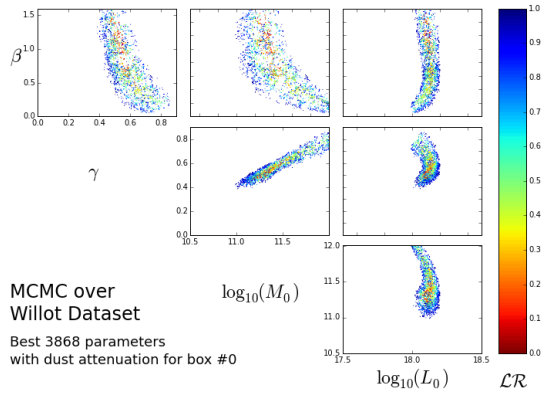 β
1.5
1.0
0.5
0.0
0.0 0.2 0.4 0.6 0.8
γ
0.8
0.6
0.4
0.2
0.0
10.5 11.0 11.5
12.0
11.5
11.0
10.5
17.5 18.0 18.5
log₁₀(M₀)
log₁₀(L₀)
1.0
0.9
0.8
0.7
0.6
0.5
0.4
0.3
0.2
0.1
0.0
ℒℛ
MCMC over
Willot Dataset
Best 3868 parameters
with dust attenuation for box #0